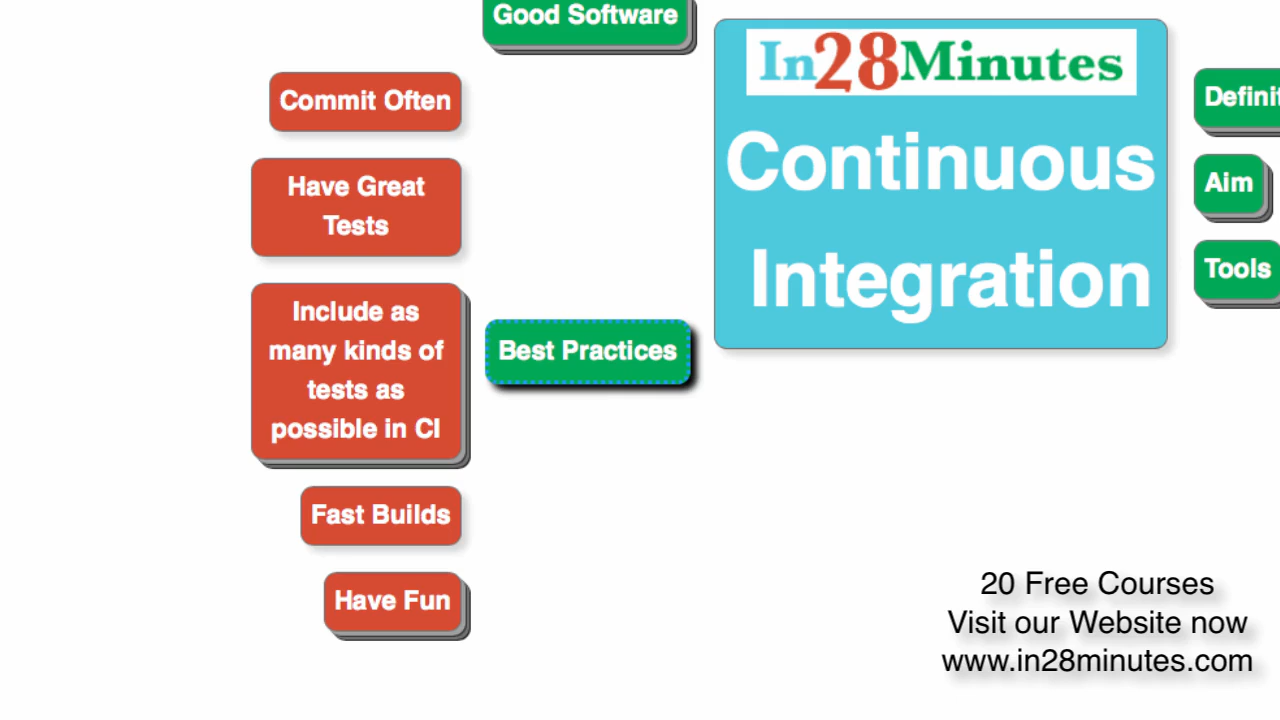 Good Software
Commit Often
Have Great
Tests
Include as
many kinds of
tests as
possible in CI
Fast Builds
Have Fun
Best Practices
In28Minutes
Continuous
Integration
Aim
Tools
20 Free Courses
Visit our Website now
www.in28minutes.com